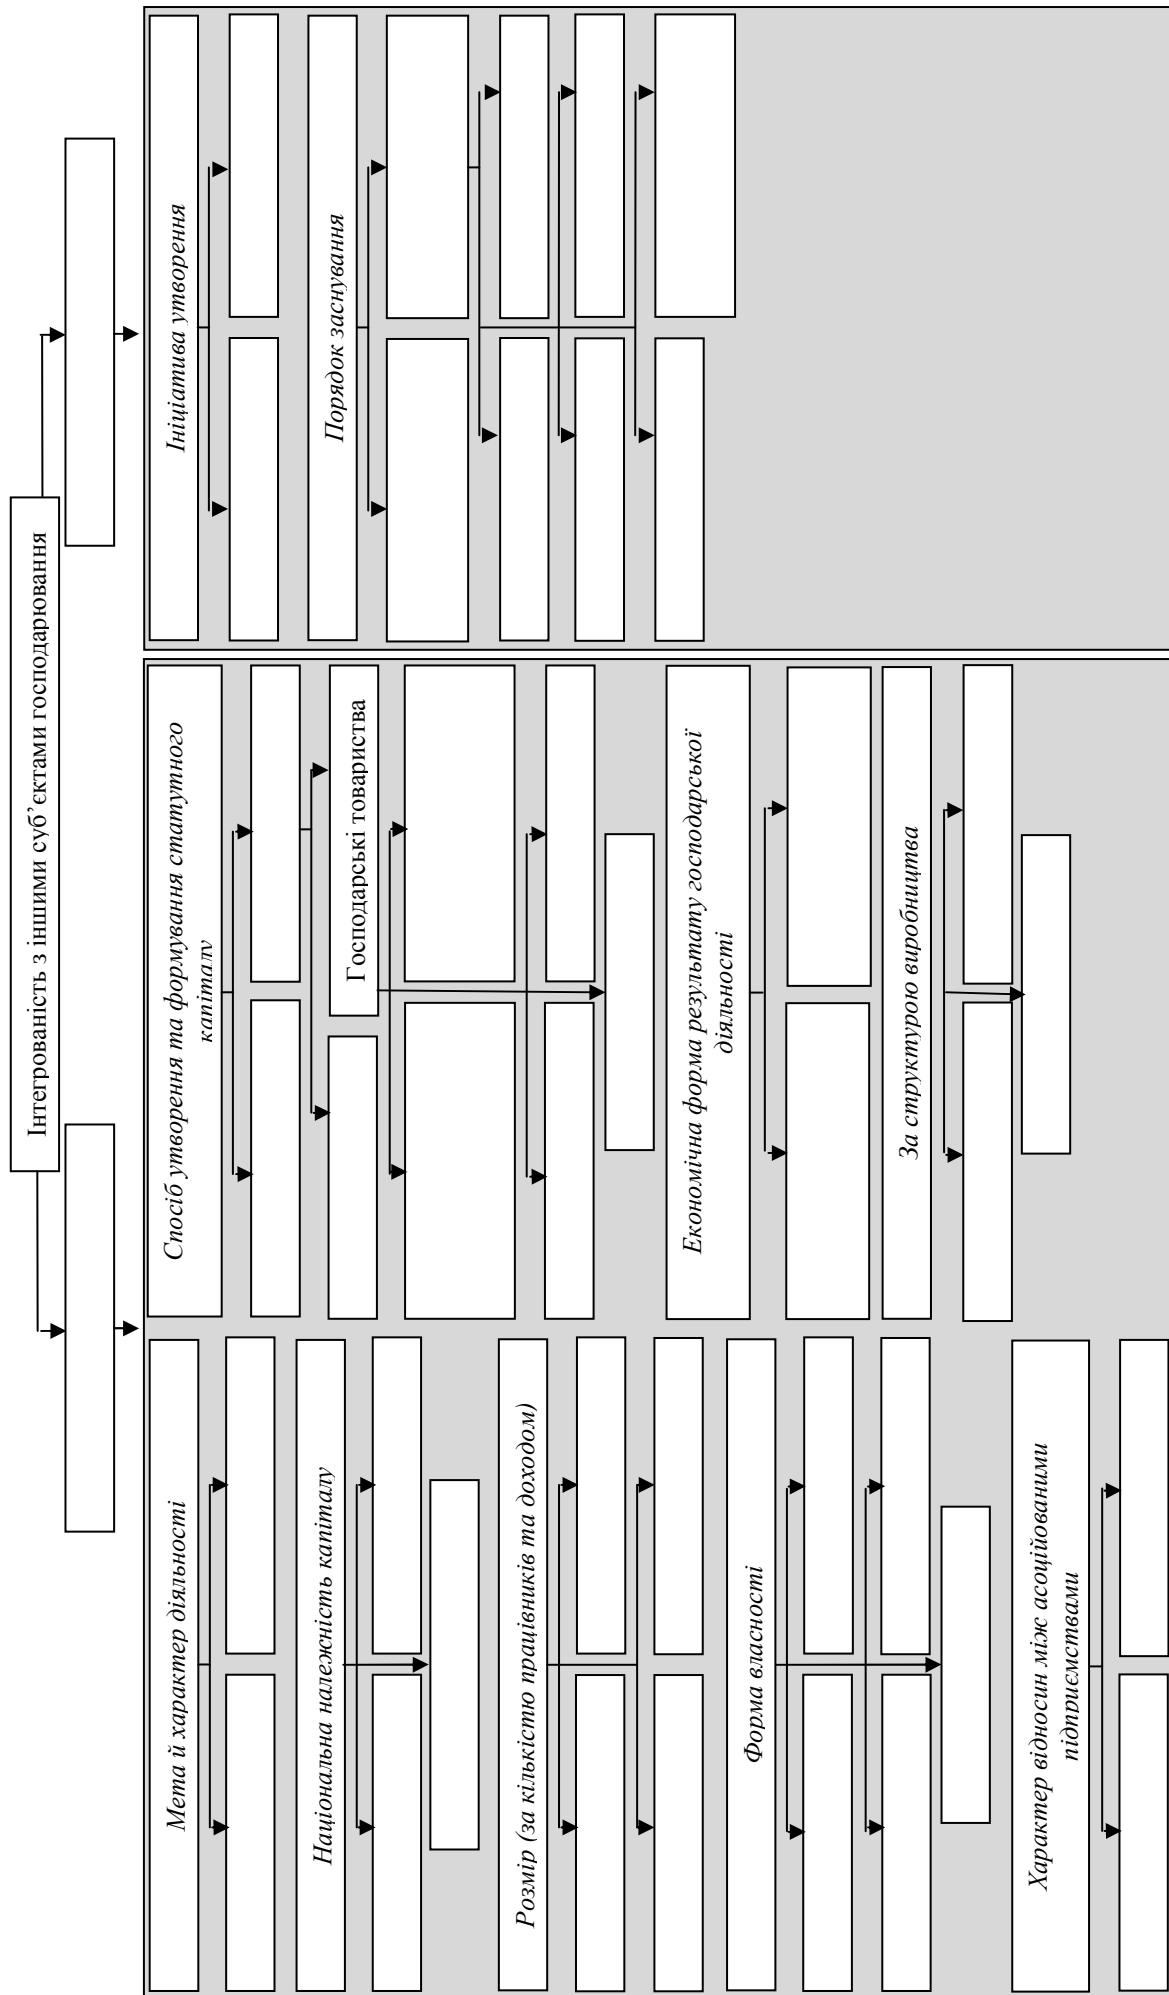 Інтегрованість з іншими суб’єктами господарювання
Мета й характер діяльності
Національна належність капіталу
Розмір (за кількістю працівників та доходом)
Форма власності
Характер відносин між асоційованими
підприємствами
Спосіб утворення та формування статутного
капіталу
Господарські товариства
Економічна форма результату господарської
діяльності
За структурою виробництва
Ініціатива утворення
Порядок заснування